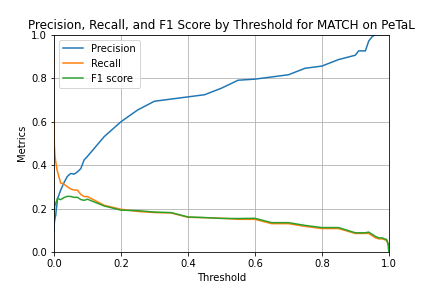 Precision, Recall, and F1 Score by Threshold for MATCH on PeTaL
1.0
Precision
Recall
F1 score
0.8
0.6
Metrics
0.4
0.2
0.0
0.0 0.2 0.4 0.6 0.8 1.0
Threshold